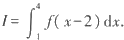 I = ∫₁⁴ f( x−2 ) dx.